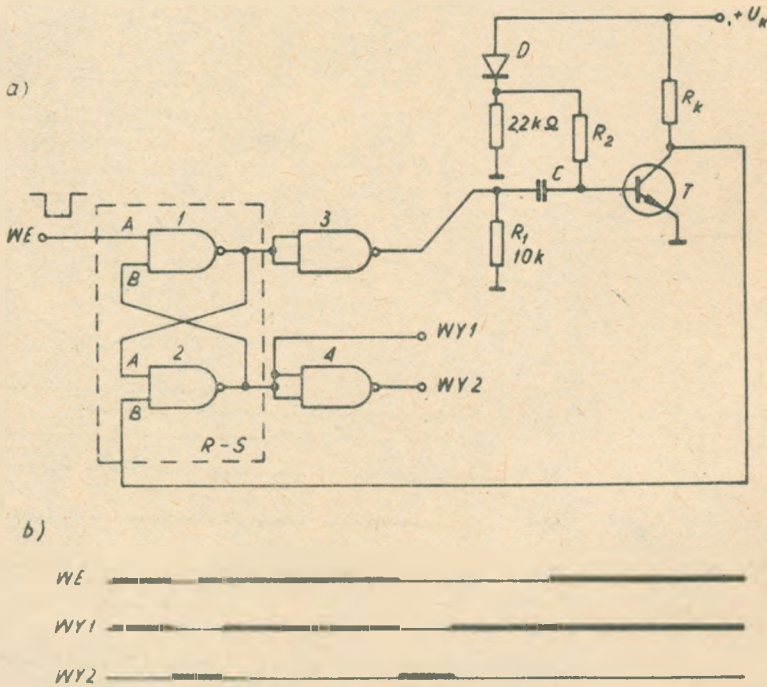 a)
+U_k
D
2,2kΩ
R_2
R_k
C
T
R_1
10k
WE
A
1
B
3
A
2
B
4
WY1
WY2
R-S
b)
WE
WY1
WY2